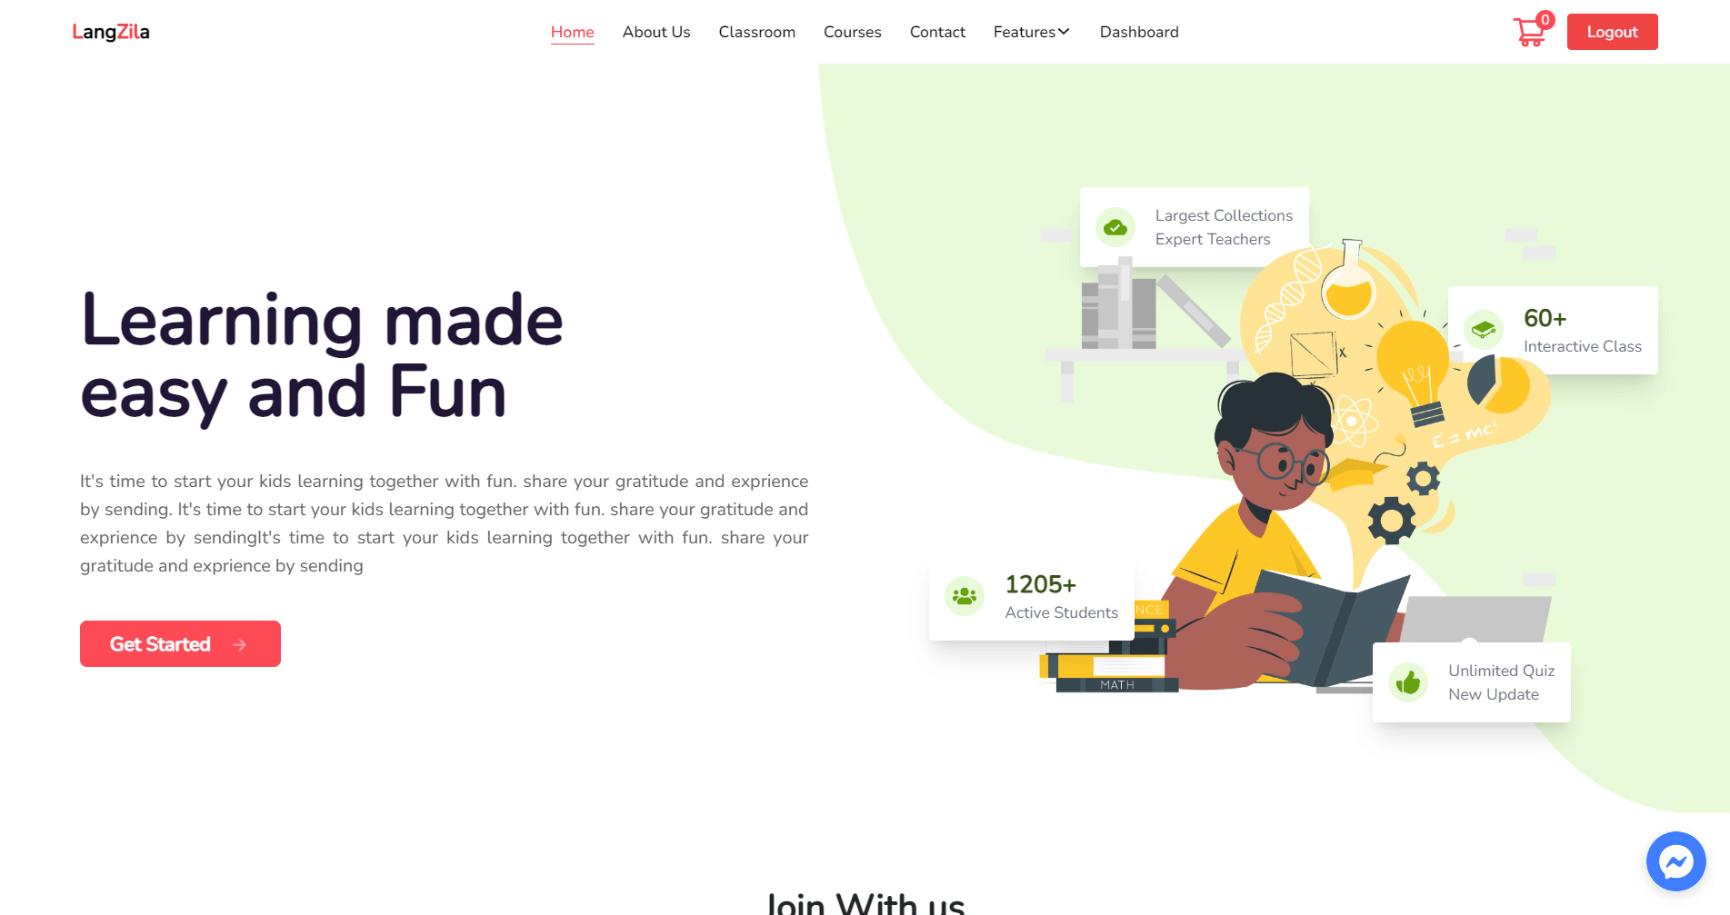 LangZila
Home
About Us
Classroom
Courses
Contact
Features
Dashboard
0
Logout
Largest Collections
Expert Teachers
60+
Interactive Class
Learning made
easy and Fun
x
E = mc²
It's time to start your kids learning together with fun. share your gratitude and exprience
by sending. It's time to start your kids learning together with fun. share your gratitude and
exprience by sendingIt's time to start your kids learning together with fun. share your
gratitude and exprience by sending
1205+
Active Students
NCE
MATH
Get Started
Unlimited Quiz
New Update
Join With us